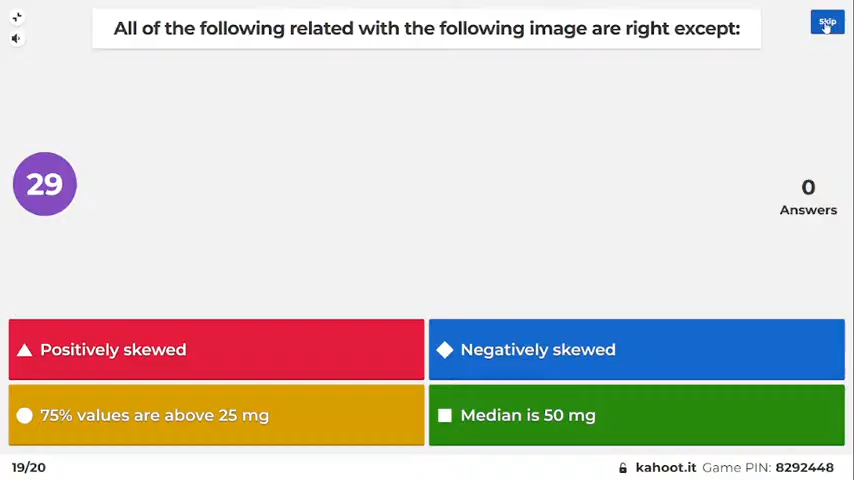 All of the following related with the following image are right except:
Skip
29
0
Answers
Positively skewed
Negatively skewed
75% values are above 25 mg
Median is 50 mg
19/20
kahoot.it Game PIN: 8292448